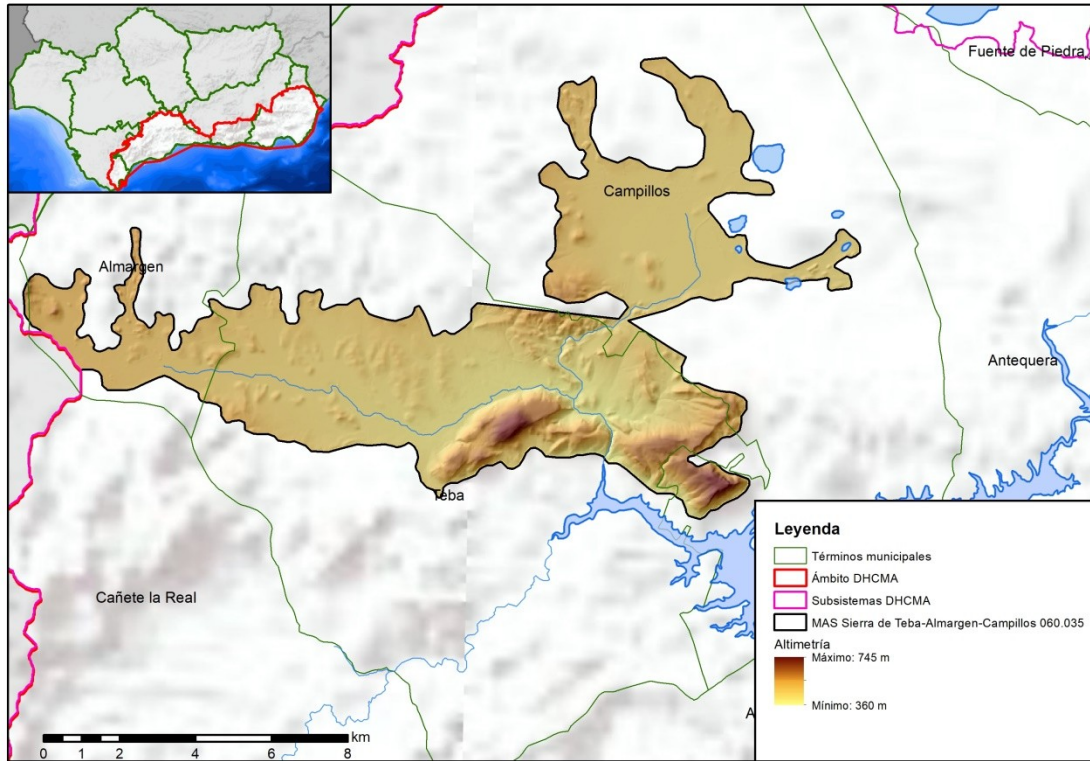 Fuente de Piedra
Campillos
Almargen
Antequera
Teba
Cañete la Real
A
Leyenda
Términos municipales
Ámbito DHCMA
Subsistemas DHCMA
MAS Sierra de Teba-Almargen-Campillos 060.035
Altimetría
Máximo: 745 m
Mínimo: 360 m
km
0 1 2 4 6 8